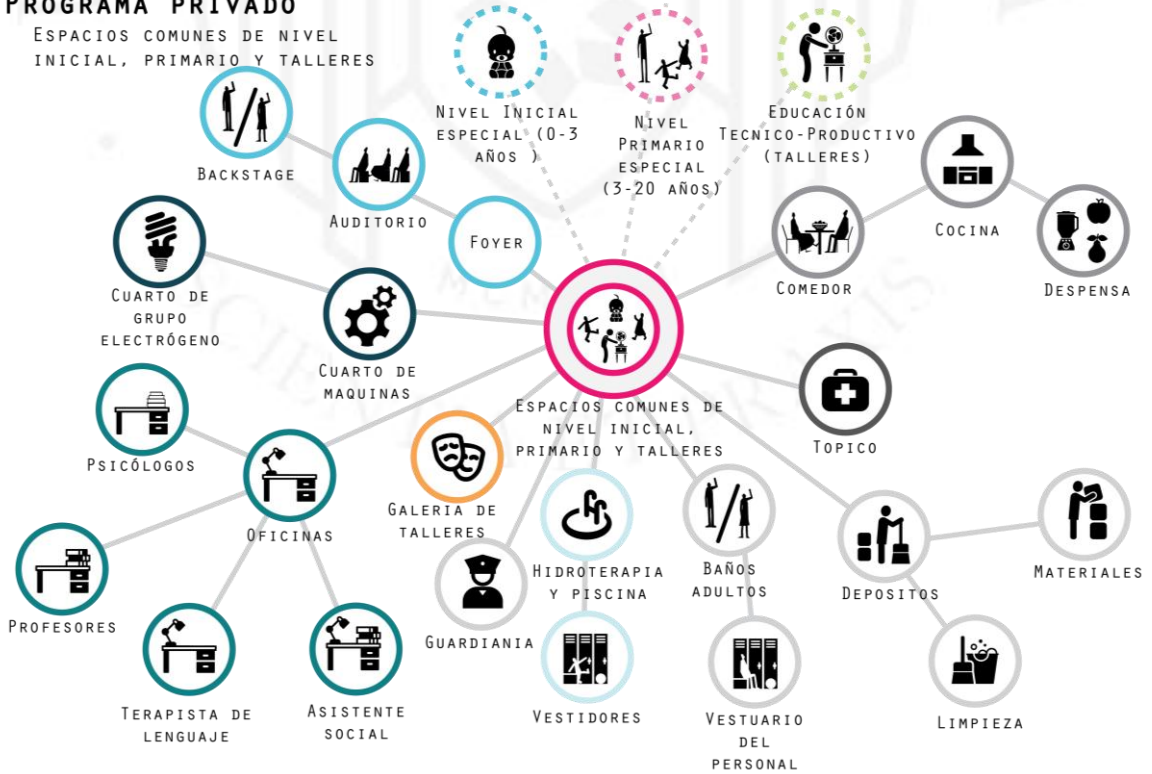 PROGRAMA PRIVADO
ESPACIOS COMUNES DE NIVEL
INICIAL, PRIMARIO Y TALLERES
BACKSTAGE
AUDITORIO
FOYER
NIVEL INICIAL
ESPECIAL (0-3
AÑOS )
NIVEL
PRIMARIO
ESPECIAL
(3-20 AÑOS)
EDUCACIÓN
TECNICO-PRODUCTIVO
(TALLERES)
COCINA
COMEDOR
DESPENSA
CUARTO DE
GRUPO
ELECTRÓGENO
CUARTO DE
MAQUINAS
ESPACIOS COMUNES DE
NIVEL INICIAL,
PRIMARIO Y TALLERES
TOPICO
PSICÓLOGOS
OFICINAS
GALERIA DE
TALLERES
HIDROTERAPIA
Y PISCINA
BAÑOS
ADULTOS
DEPOSITOS
MATERIALES
PROFESORES
GUARDIANIA
TERAPISTA DE
LENGUAJE
ASISTENTE
SOCIAL
VESTIDORES
VESTUARIO
DEL
PERSONAL
LIMPIEZA